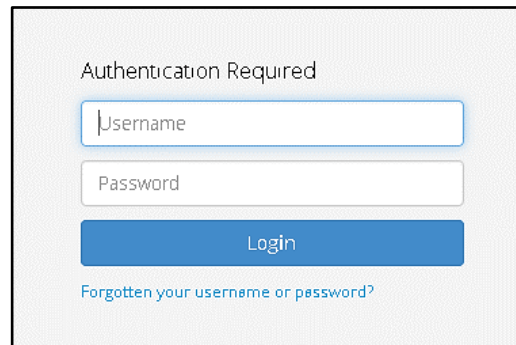 Authentication Required
Username
Password
Login
Forgotten your username or password?